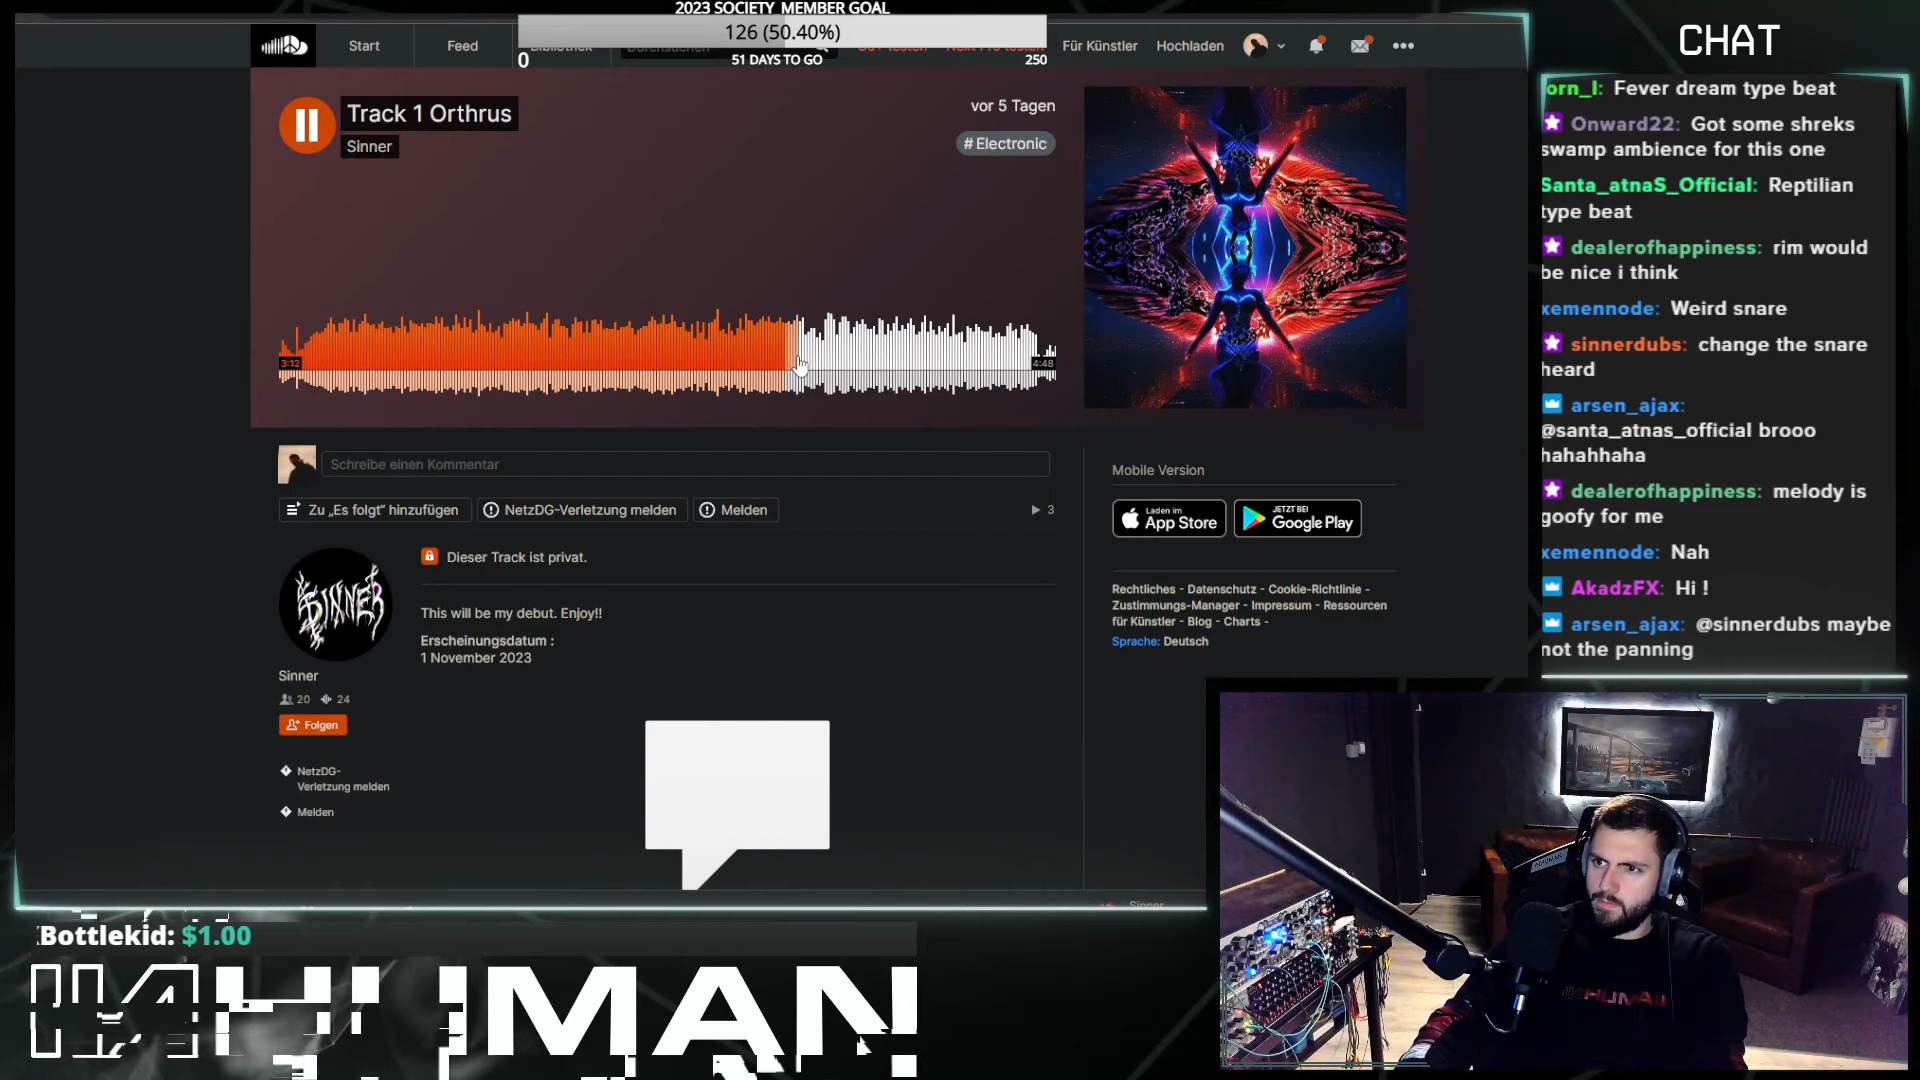 2023 SOCIETY MEMBER GOAL
126 (50.40%)
0
51 DAYS TO GO
250
Start
Feed
Für Künstler
Hochladen
Track 1 Orthrus
Sinner
vor 5 Tagen
# Electronic
3:12
4:48
Schreibe einen Kommentar
Zu „Es folgt“ hinzufügen
NetzDG-Verletzung melden
Melden
3
Dieser Track ist privat.
This will be my debut. Enjoy!!
Erscheinungsdatum :
1 November 2023
SINNER
Sinner
20
24
Folgen
NetzDG-
Verletzung melden
Melden
Mobile Version
Laden im
App Store
JETZT BEI
Google Play
Rechtliches - Datenschutz - Cookie-Richtlinie -
Zustimmungs-Manager - Impressum - Ressourcen
für Künstler - Blog - Charts -
Sprache: Deutsch
Sinner
CHAT
orn_l: Fever dream type beat
Onward22: Got some shreks
swamp ambience for this one
Santa_atnaS_Official: Reptilian
type beat
dealerofhappiness: rim would
be nice i think
xemennode: Weird snare
sinnerdubs: change the snare
heard
arsen_ajax:
@santa_atnas_official brooo
hahahhaha
dealerofhappiness: melody is
goofy for me
xemennode: Nah
AkadzFX: Hi !
arsen_ajax: @sinnerdubs maybe
not the panning
Bottlekid: $1.00
HUMAN